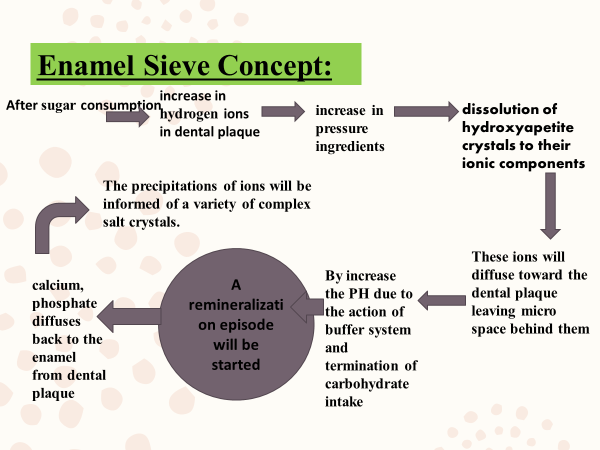 Enamel Sieve Concept:
After sugar consumption
increase in
hydrogen ions
in dental plaque
increase in
pressure
ingredients
dissolution of
hydroxyapetite
crystals to their
ionic components
These ions will
diffuse toward the
dental plaque
leaving micro
space behind them
By increase
the PH due to
the action of
buffer system
and
termination of
carbohydrate
intake
A
remineralizati
on episode
will be
started
calcium,
phosphate
diffuses
back to the
enamel
from dental
plaque
The precipitations of ions will be
informed of a variety of complex
salt crystals.